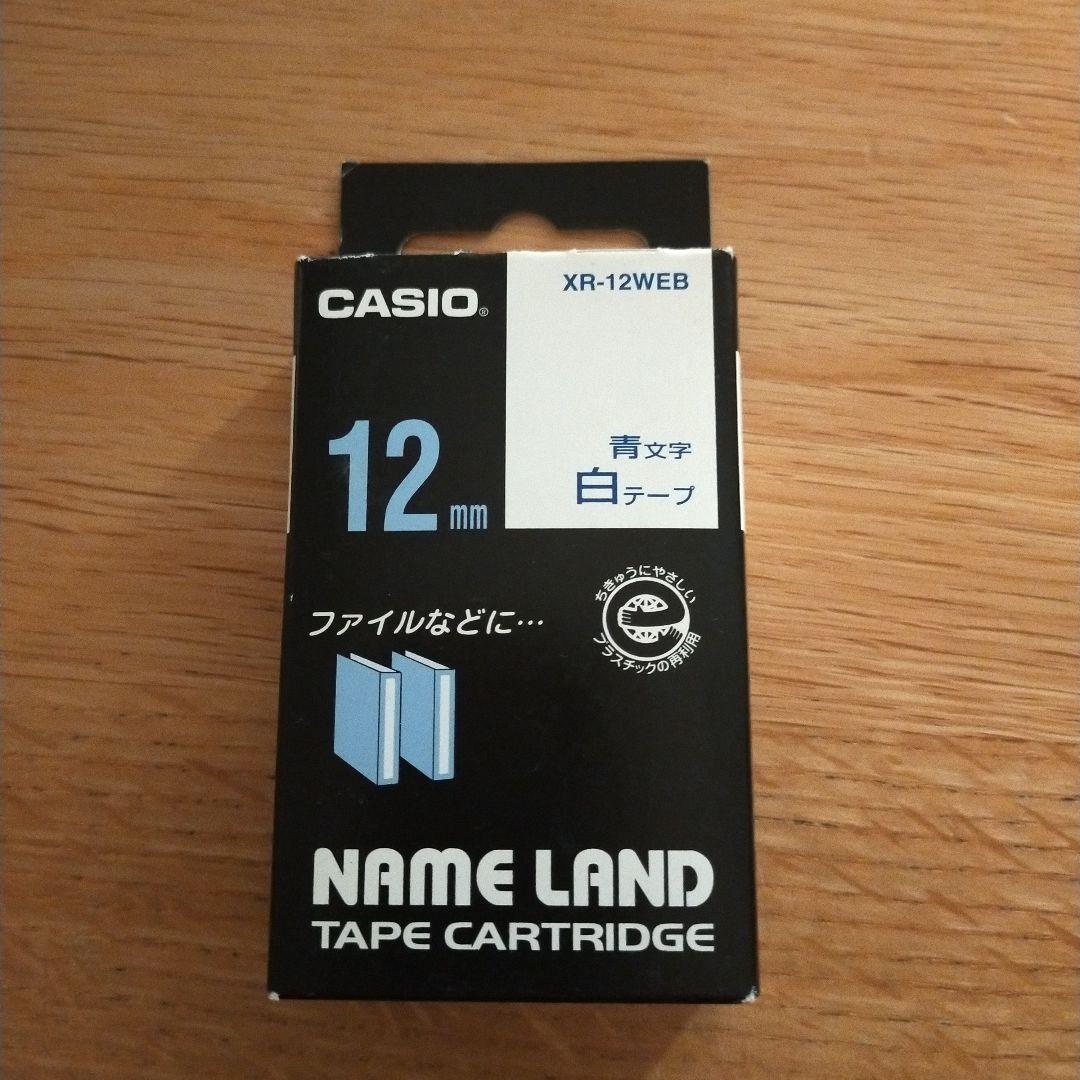 CASIO®
XR-12WEB
12mm
青文字
白テープ
ファイルなどに…
ちきゅうにやさしい
プラスチックの再利用
NAME LAND
TAPE CARTRIDGE